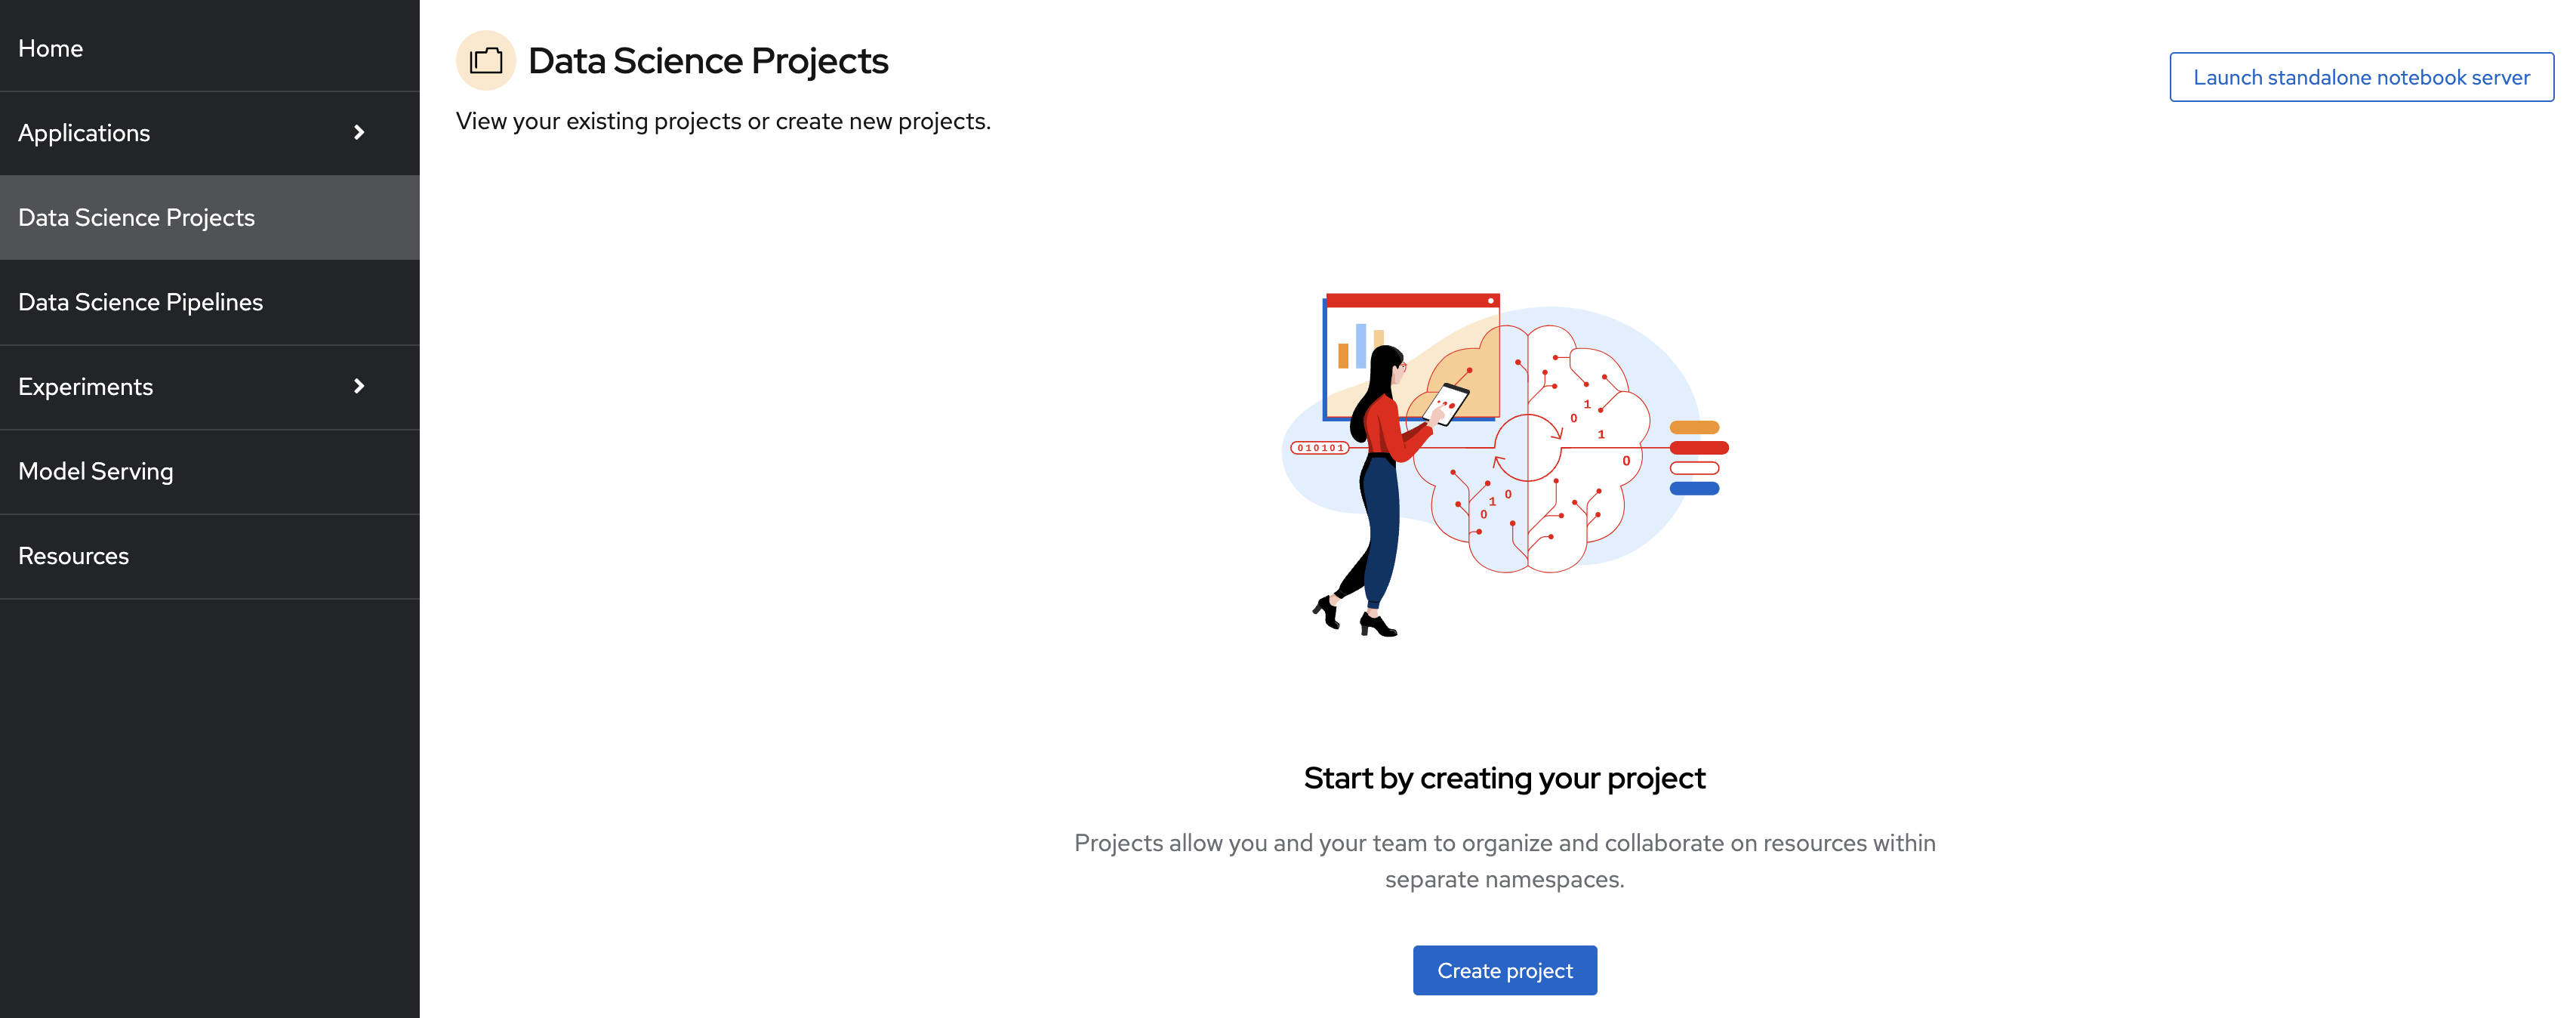 Home
Applications
Data Science Projects
Data Science Pipelines
Experiments
Model Serving
Resources
Data Science Projects
View your existing projects or create new projects.
Launch standalone notebook server
010101
1
0
1
0
0
1
0
Start by creating your project
Projects allow you and your team to organize and collaborate on resources within
separate namespaces.
Create project